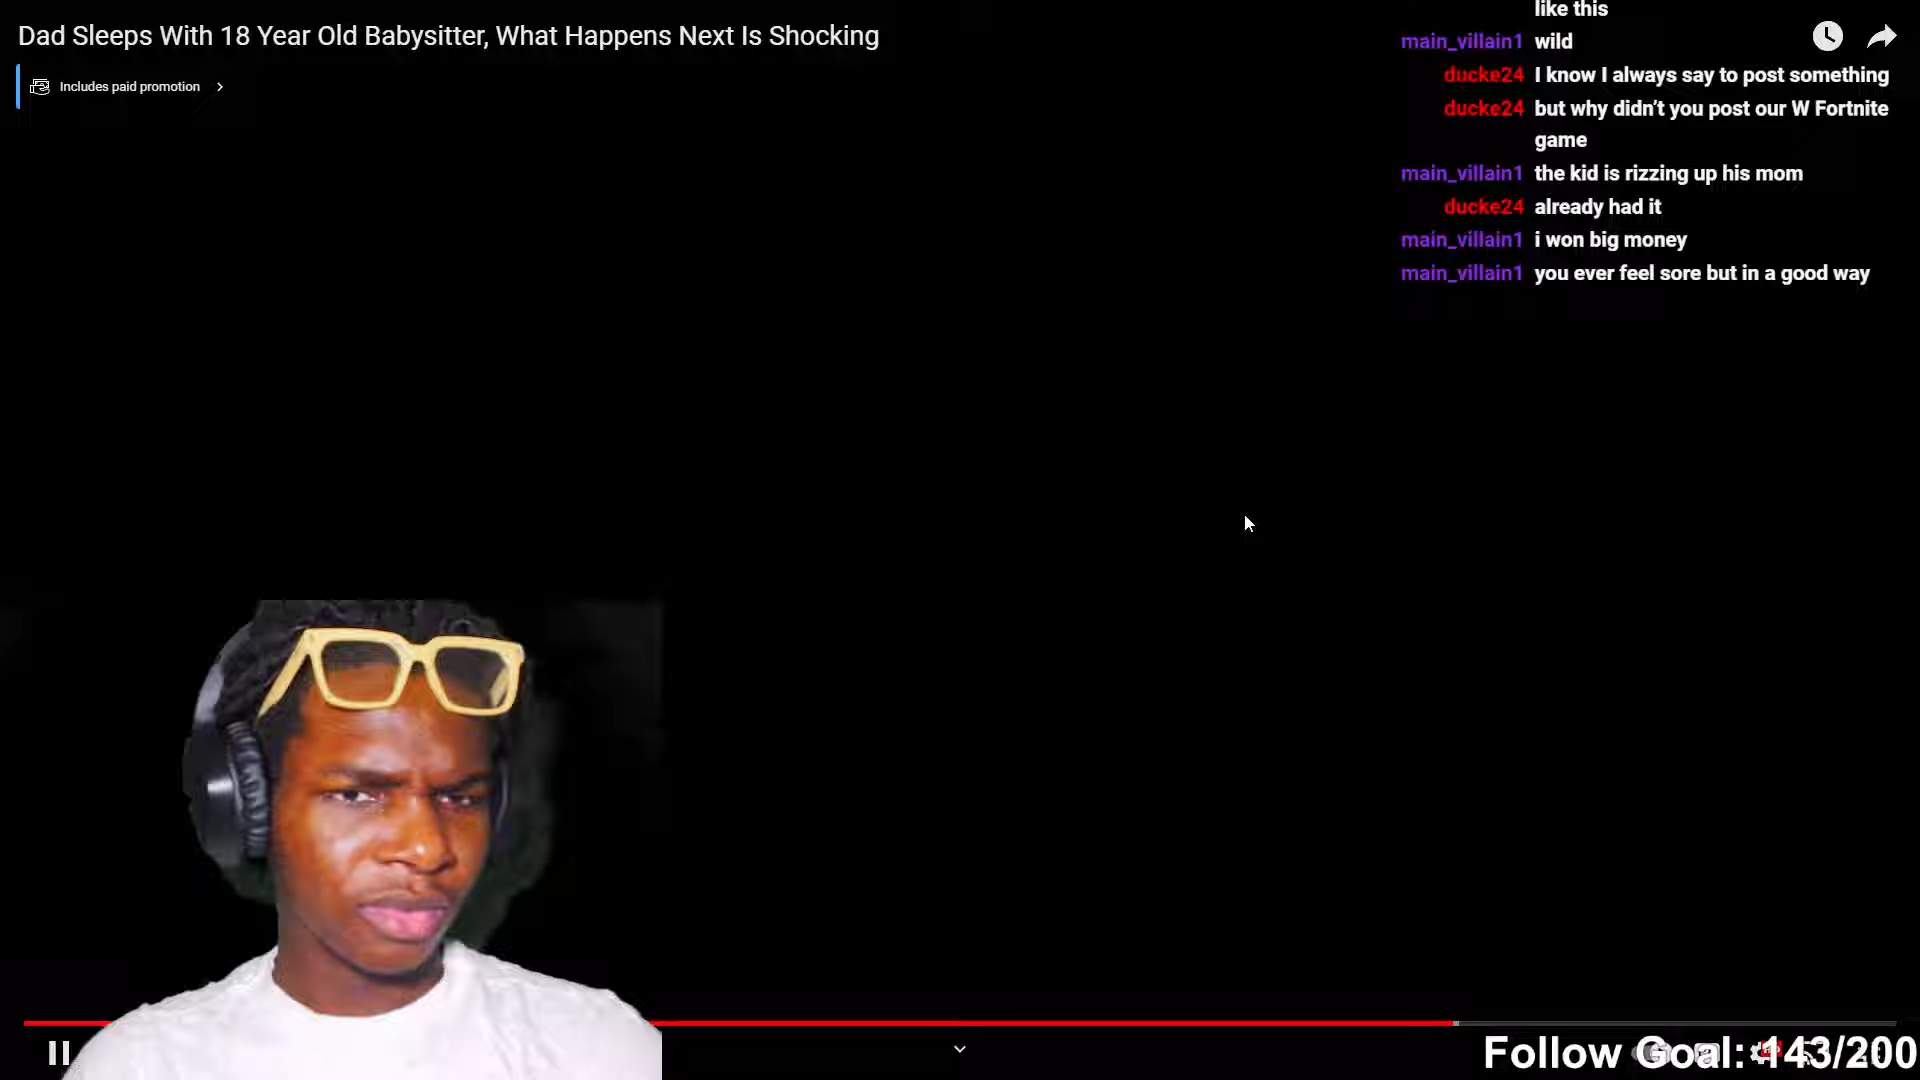 Dad Sleeps With 18 Year Old Babysitter, What Happens Next Is Shocking
Includes paid promotion
like this
main_villain1 wild
ducke24 I know I always say to post something
ducke24 but why didn’t you post our W Fortnite
game
main_villain1 the kid is rizzing up his mom
ducke24 already had it
main_villain1 i won big money
main_villain1 you ever feel sore but in a good way
Follow Goal: 143/200